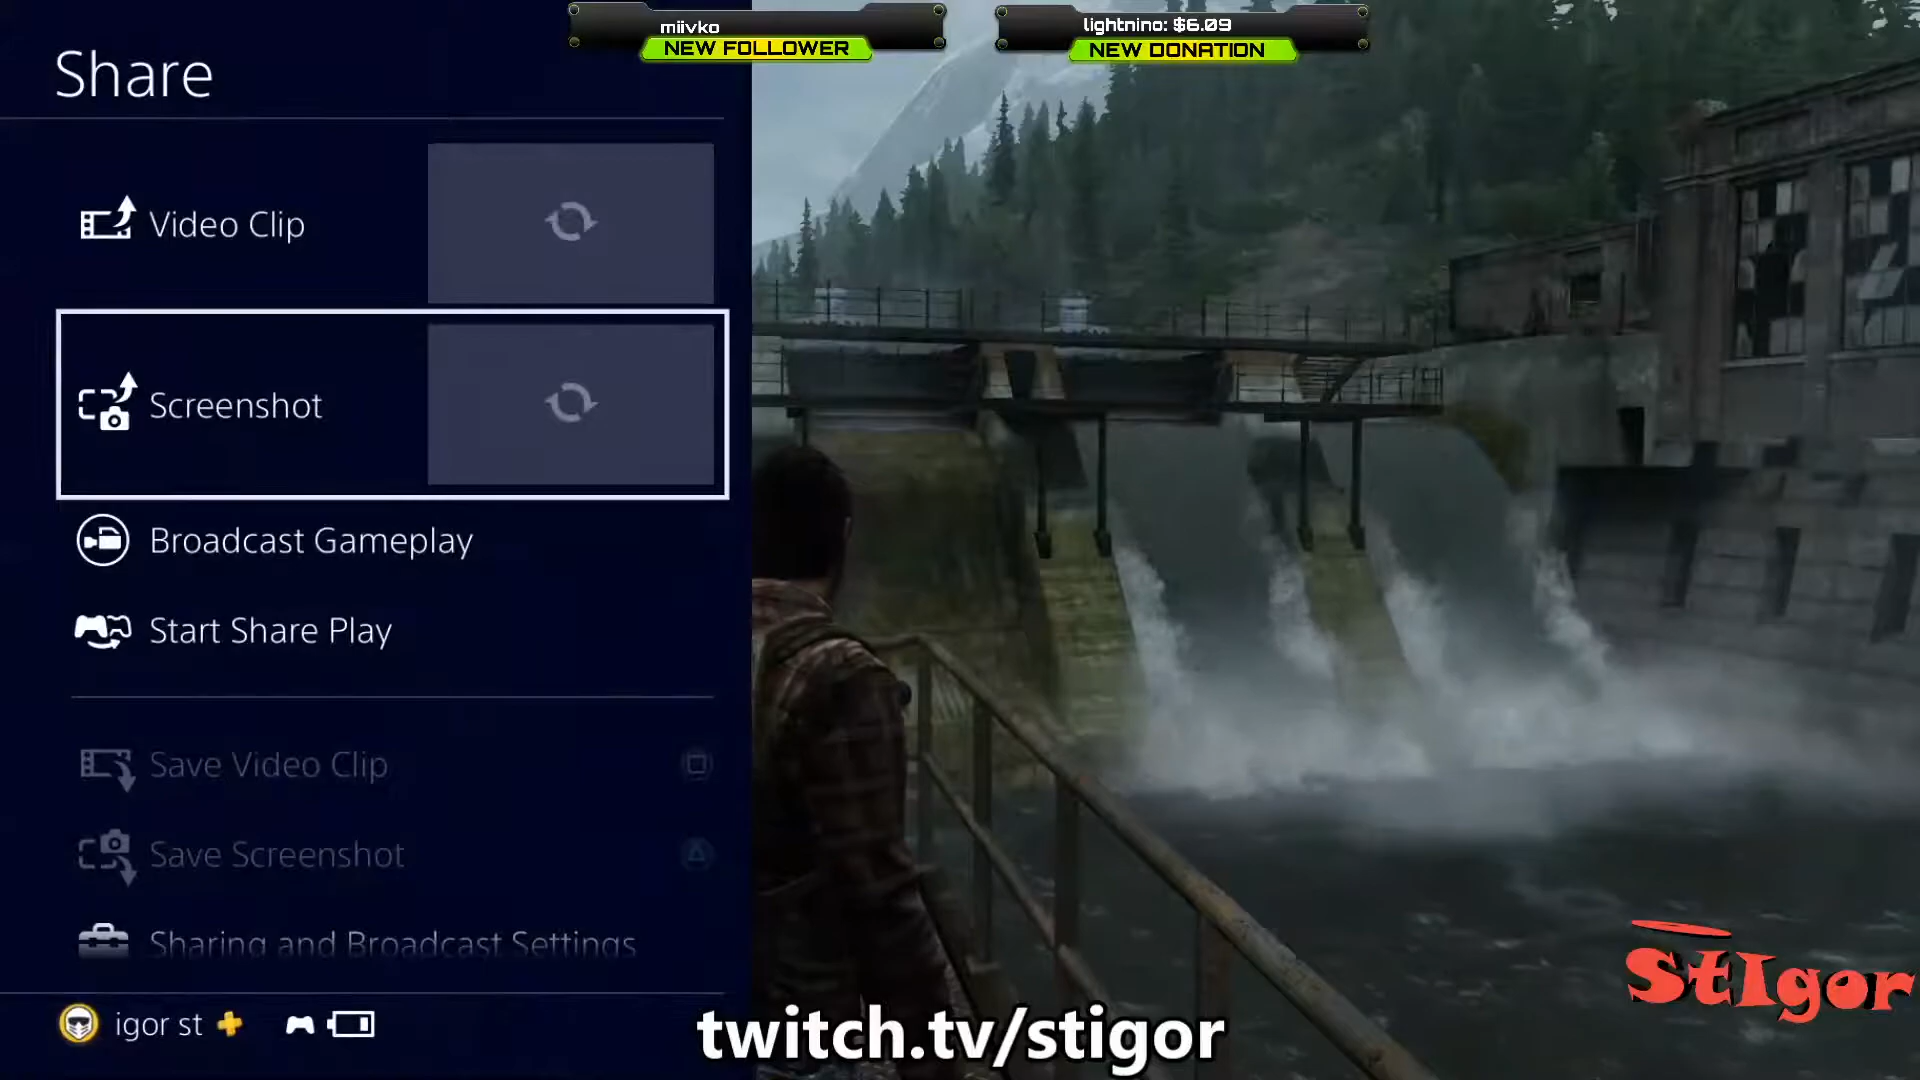 miivko
NEW FOLLOWER
lightnino: $6.09
NEW DONATION
Share
Video Clip
Screenshot
Broadcast Gameplay
Start Share Play
Save Video Clip
Save Screenshot
Sharing and Broadcast Settings
igor st
twitch.tv/stigor
StIgor